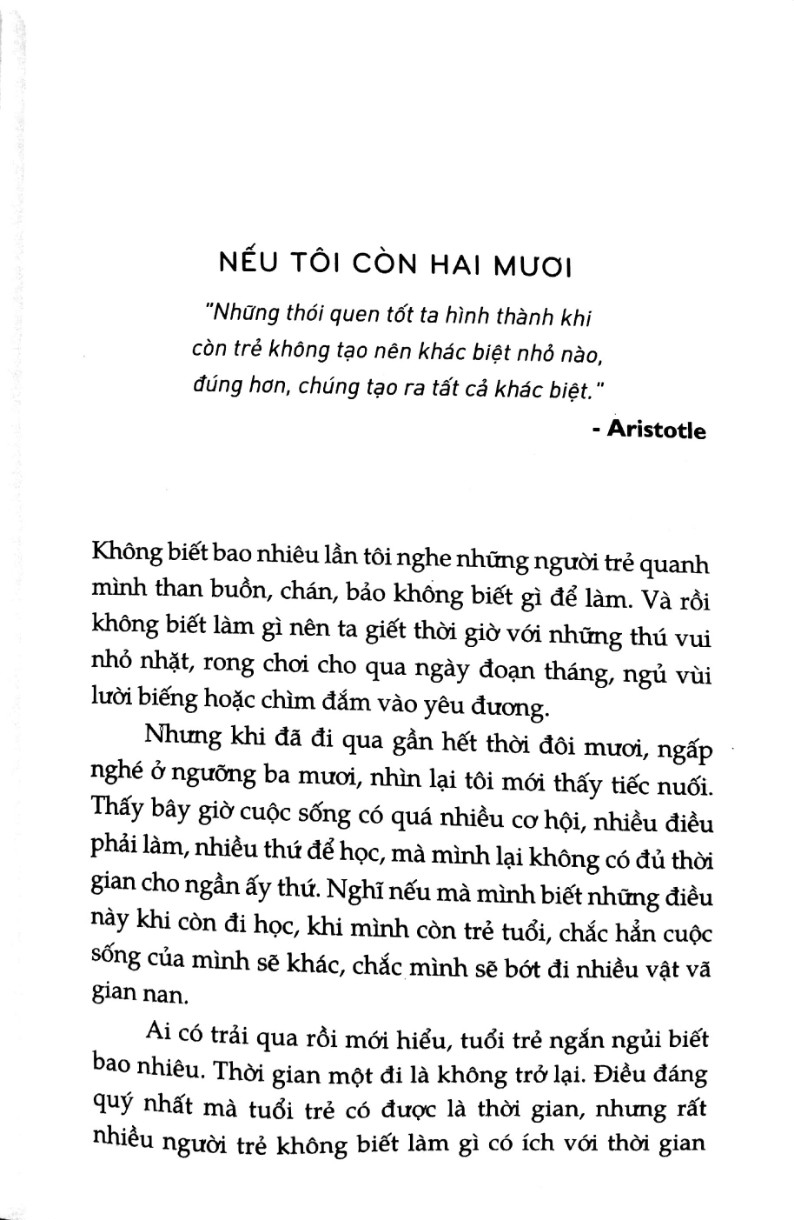 NẾU TÔI CÒN HAI MƯƠI
"Những thói quen tốt ta hình thành khi
còn trẻ không tạo nên khác biệt nhỏ nào,
đúng hơn, chúng tạo ra tất cả khác biệt."
- Aristotle
Không biết bao nhiêu lần tôi nghe những người trẻ quanh
mình than buồn, chán, bảo không biết gì để làm. Và rồi
không biết làm gì nên ta giết thời giờ với những thú vui
nhỏ nhặt, rong chơi cho qua ngày đoạn tháng, ngủ vùi
lười biếng hoặc chìm đắm vào yêu đương.
Nhưng khi đã đi qua gần hết thời đôi mươi, ngấp
nghé ở ngưỡng ba mươi, nhìn lại tôi mới thấy tiếc nuối.
Thấy bây giờ cuộc sống có quá nhiều cơ hội, nhiều điều
phải làm, nhiều thứ để học, mà mình lại không có đủ thời
gian cho ngần ấy thứ. Nghĩ nếu mà mình biết những điều
này khi còn đi học, khi mình còn trẻ tuổi, chắc hẳn cuộc
sống của mình sẽ khác, chắc mình sẽ bớt đi nhiều vật vã
gian nan.
Ai có trải qua rồi mới hiểu, tuổi trẻ ngắn ngủi biết
bao nhiêu. Thời gian một đi là không trở lại. Điều đáng
quý nhất mà tuổi trẻ có được là thời gian, nhưng rất
nhiều người trẻ không biết làm gì có ích với thời gian